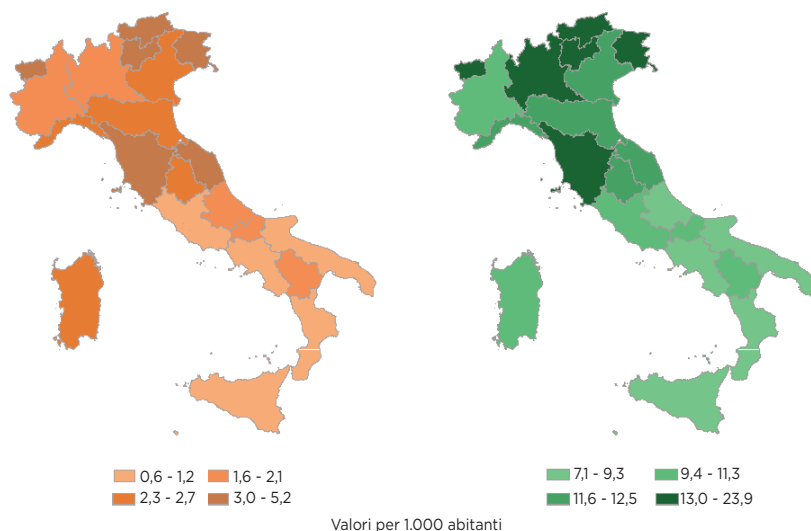 0,6 - 1,2 1,6 - 2,1
2,3 - 2,7 3,0 - 5,2
7,1 - 9,3 9,4 - 11,3
11,6 - 12,5 13,0 - 23,9
Valori per 1.000 abitanti